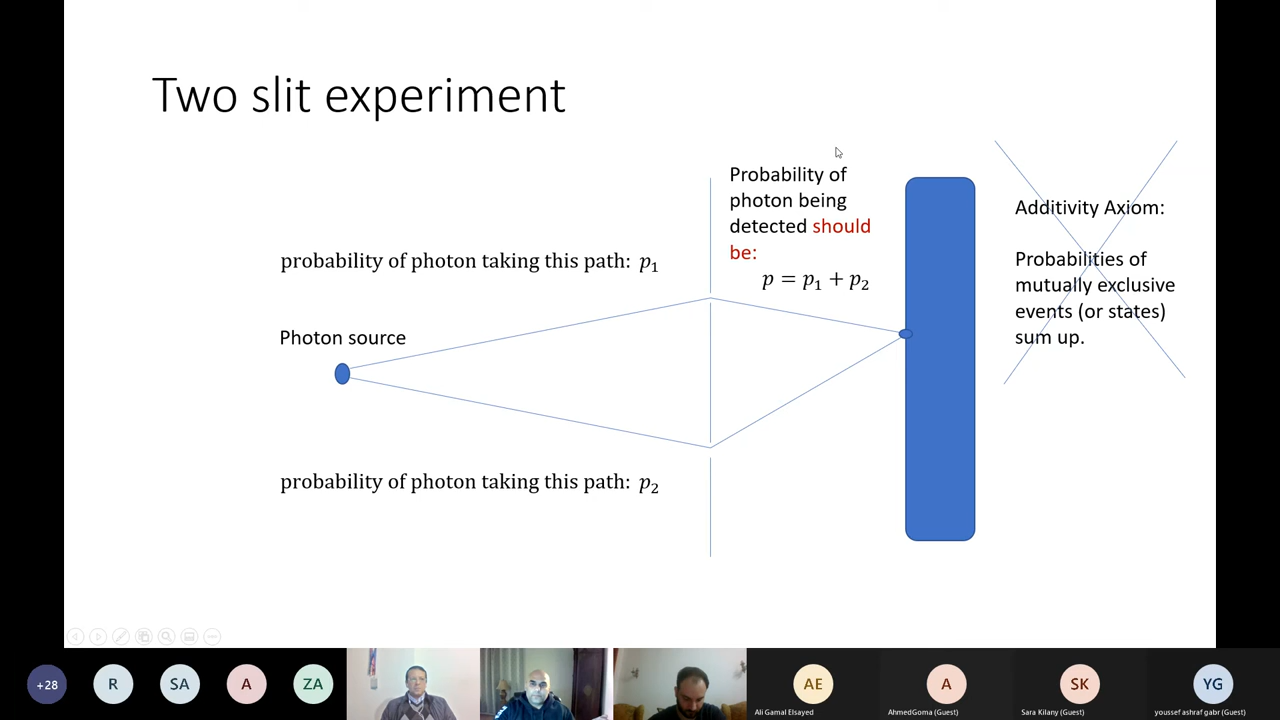 Two slit experiment
Probability of
photon being
detected should
be:
p = p₁ + p₂
Additivity Axiom:
Probabilities of
mutually exclusive
events (or states)
sum up.
probability of photon taking this path: p₁
Photon source
probability of photon taking this path: p₂
+28
R
SA
A
ZA
AE
Ali Gamal Elsayed
A
AhmedGoma (Guest)
SK
Sara Kilany (Guest)
YG
youssef ashraf gabr (Guest)